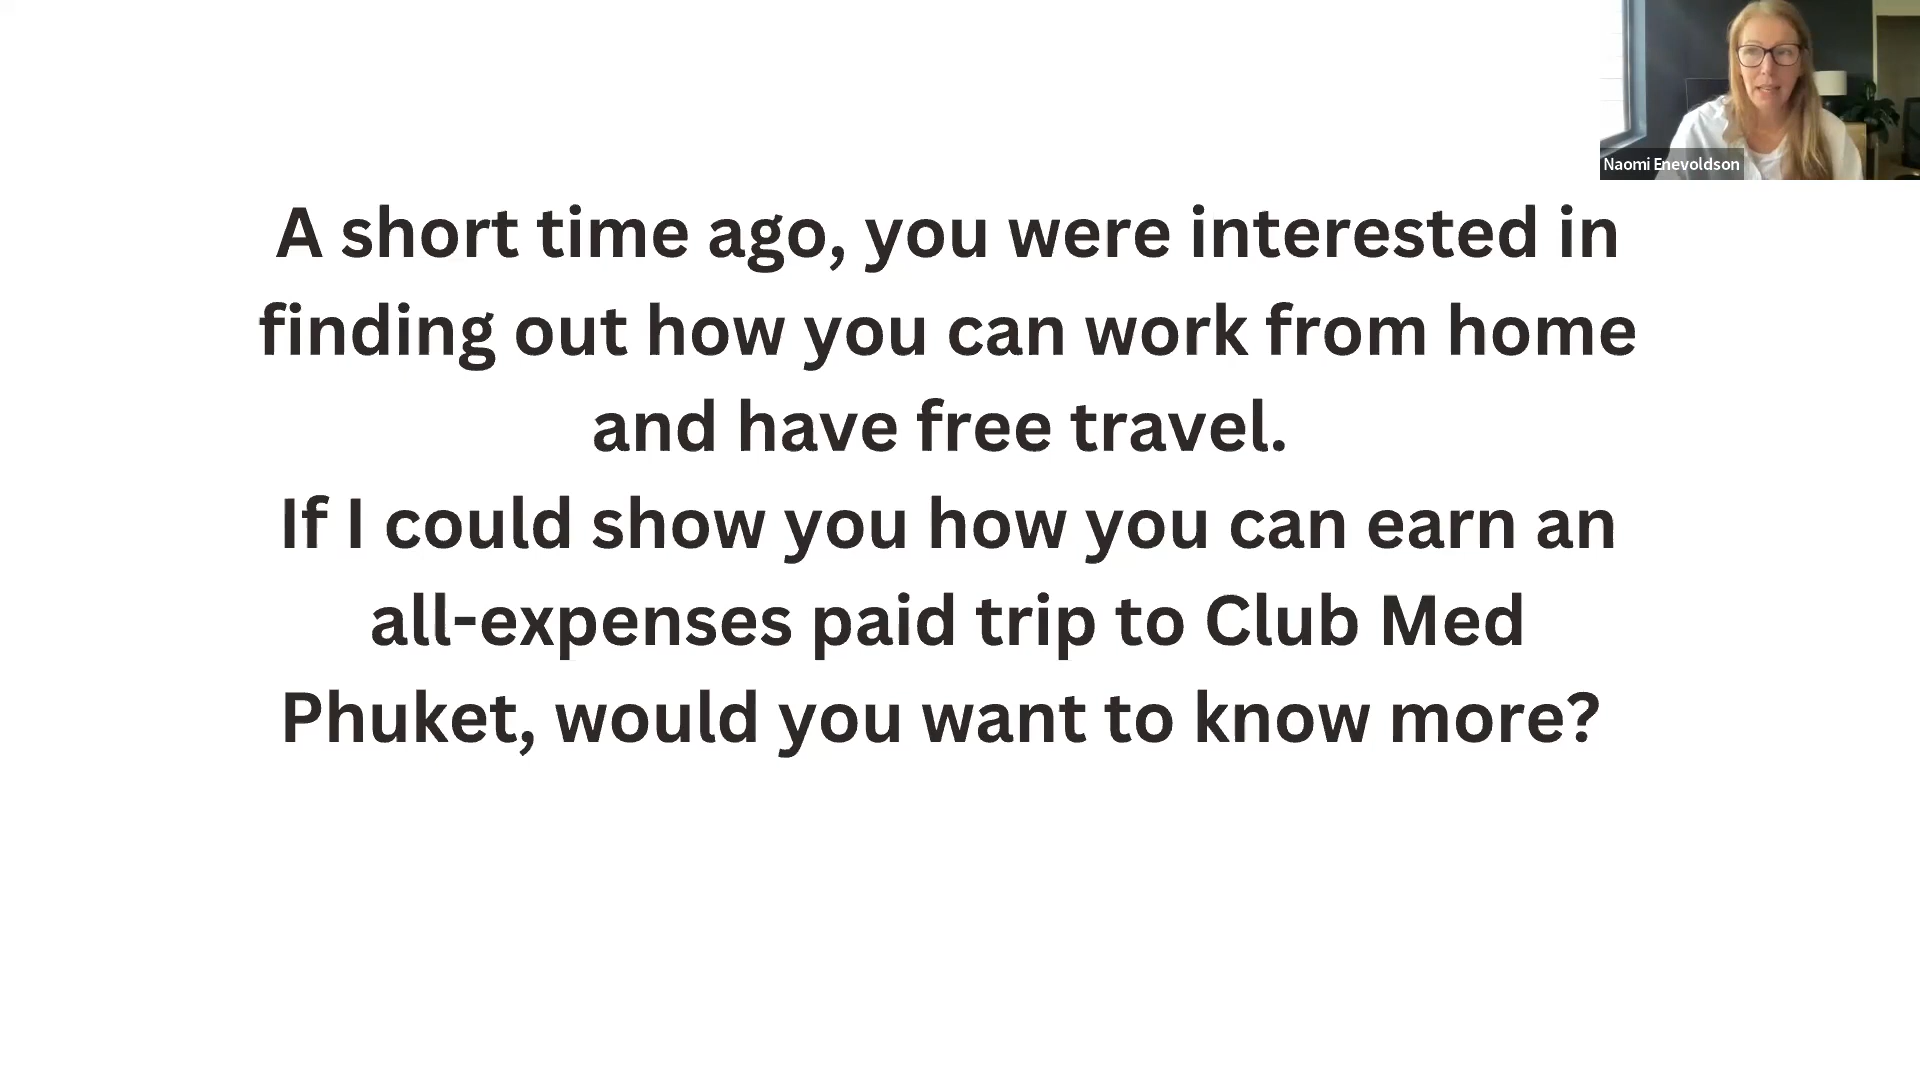 Naomi Enevoldson
A short time ago, you were interested in
finding out how you can work from home
and have free travel.
If I could show you how you can earn an
all-expenses paid trip to Club Med
Phuket, would you want to know more?